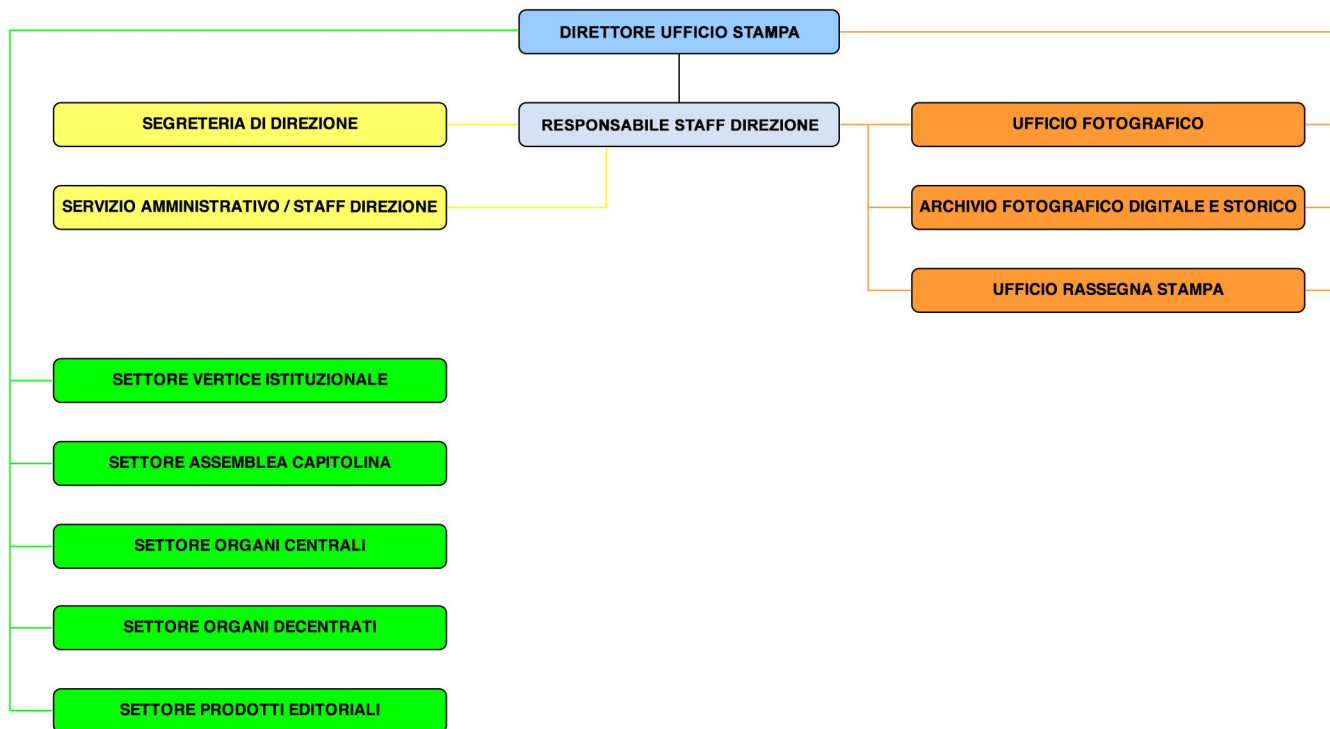 DIRETTORE UFFICIO STAMPA
SEGRETERIA DI DIREZIONE
RESPONSABILE STAFF DIREZIONE
UFFICIO FOTOGRAFICO
SERVIZIO AMMINISTRATIVO / STAFF DIREZIONE
ARCHIVIO FOTOGRAFICO DIGITALE E STORICO
UFFICIO RASSEGNA STAMPA
SETTORE VERTICE ISTITUZIONALE
SETTORE ASSEMBLEA CAPITOLINA
SETTORE ORGANI CENTRALI
SETTORE ORGANI DECENTRATI
SETTORE PRODOTTI EDITORIALI